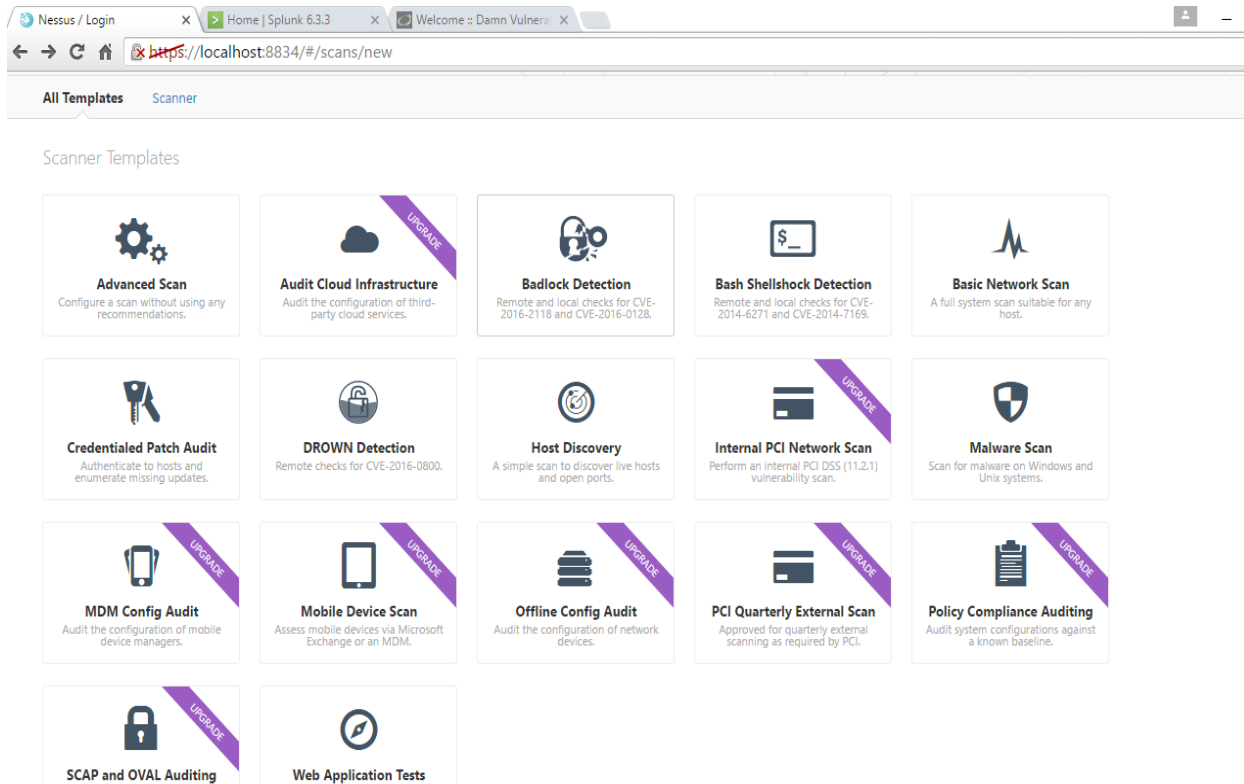 Nessus / Login
Home | Splunk 6.3.3
Welcome :: Damn Vulnera
https://localhost:8834/#/scans/new
All Templates
Scanner
Scanner Templates
Advanced Scan
Configure a scan without using any
recommendations.
UPGRADE
Audit Cloud Infrastructure
Audit the configuration of third-
party cloud services.
Badlock Detection
Remote and local checks for CVE-
2016-2118 and CVE-2016-0128.
$_
Bash Shellshock Detection
Remote and local checks for CVE-
2014-6271 and CVE-2014-7169.
Basic Network Scan
A full system scan suitable for any
host.
Credentialed Patch Audit
Authenticate to hosts and
enumerate missing updates.
DROWN Detection
Remote checks for CVE-2016-0800.
Host Discovery
A simple scan to discover live hosts
and open ports.
UPGRADE
Internal PCI Network Scan
Perform an internal PCI DSS (11.2.1)
vulnerability scan.
Malware Scan
Scan for malware on Windows and
Unix systems.
UPGRADE
MDM Config Audit
Audit the configuration of mobile
device managers.
UPGRADE
Mobile Device Scan
Assess mobile devices via Microsoft
Exchange or an MDM.
UPGRADE
Offline Config Audit
Audit the configuration of network
devices.
UPGRADE
PCI Quarterly External Scan
Approved for quarterly external
scanning as required by PCI.
UPGRADE
Policy Compliance Auditing
Audit system configurations against
a known baseline.
UPGRADE
SCAP and OVAL Auditing
Web Application Tests